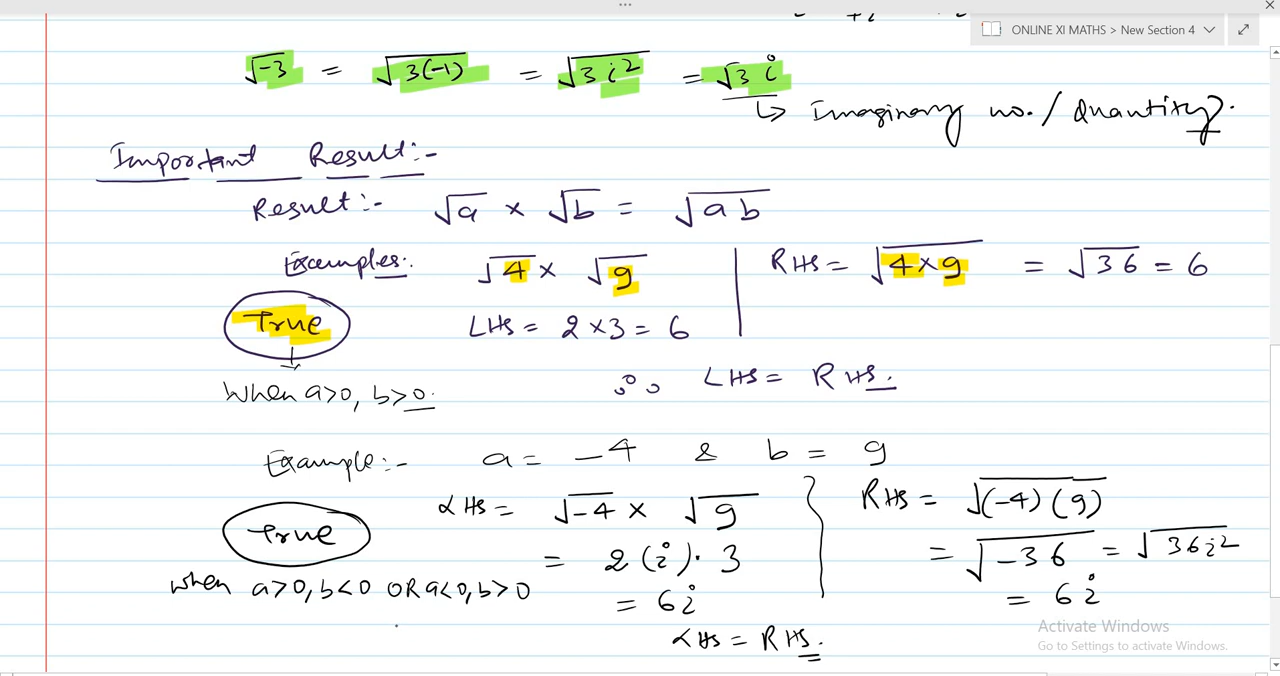 ONLINE XI MATHS > New Section 4
√-3 = √3(-1) = √3i² = √3 i
↳ Imaginary no./Quantity.
Important Result:-
Result:- √a × √b = √ab
Examples:. √4 × √9 RHS = √4×9 = √36 = 6
True LHS = 2×3 = 6
When a>0, b>0. ∴ LHS = RHS.
Example:- a = -4 & b = 9
LHS = √-4 × √9 RHS = √(-4)(9)
True = 2(i)·3 = √-36 = √36i²
when a>0, b<0 OR a<0, b>0 = 6i = 6i
LHS = RHS.
Activate Windows
Go to Settings to activate Windows.